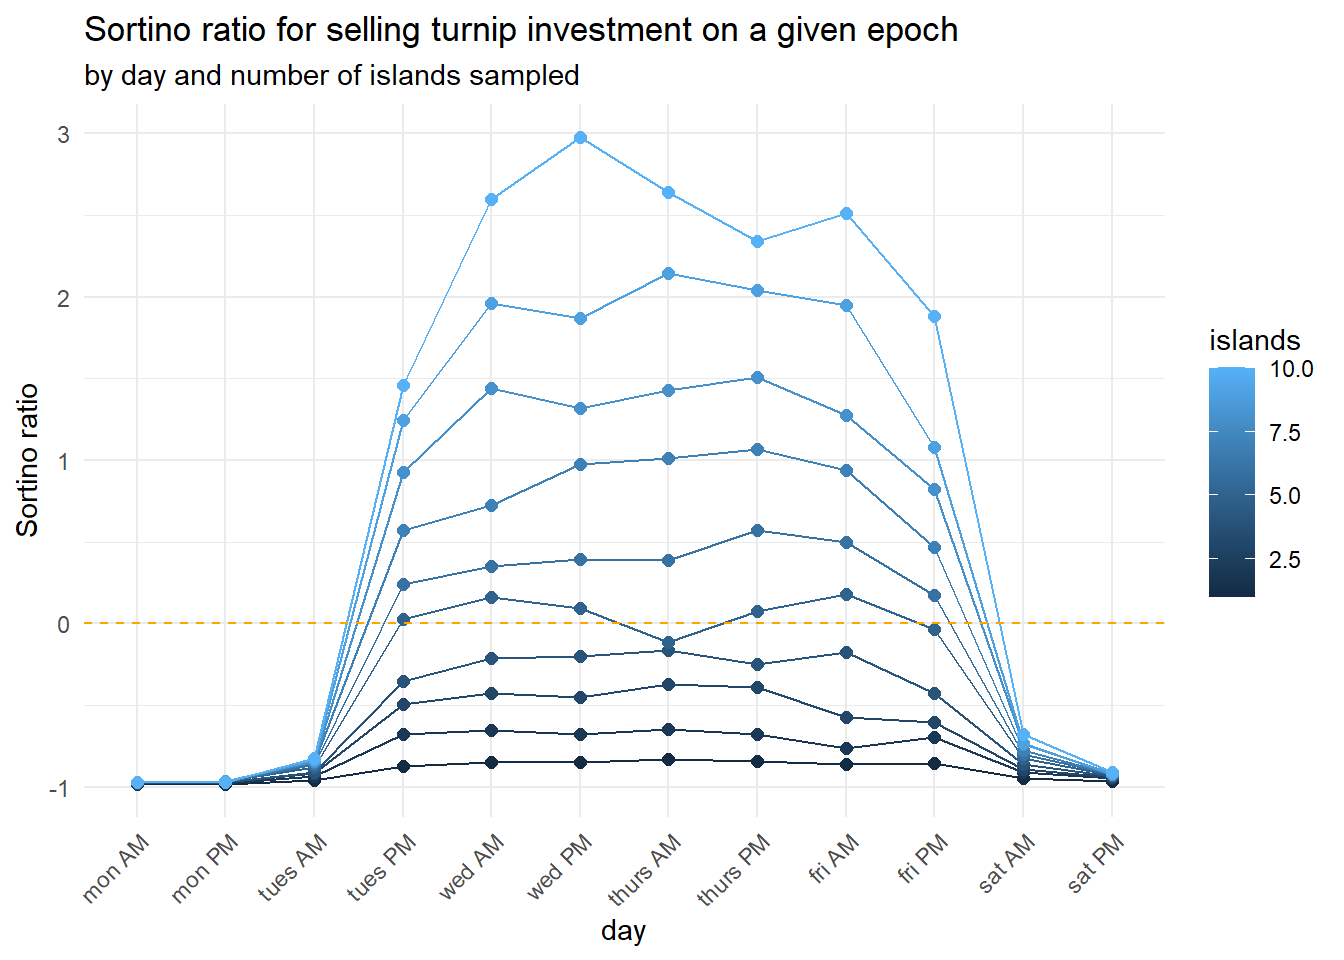 Sortino ratio for selling turnip investment on a given epoch
by day and number of islands sampled
Sortino ratio
3
2
1
0
-1
mon AM
mon PM
tues AM
tues PM
wed AM
wed PM
thurs AM
thurs PM
fri AM
fri PM
sat AM
sat PM
day
islands
10.0
7.5
5.0
2.5